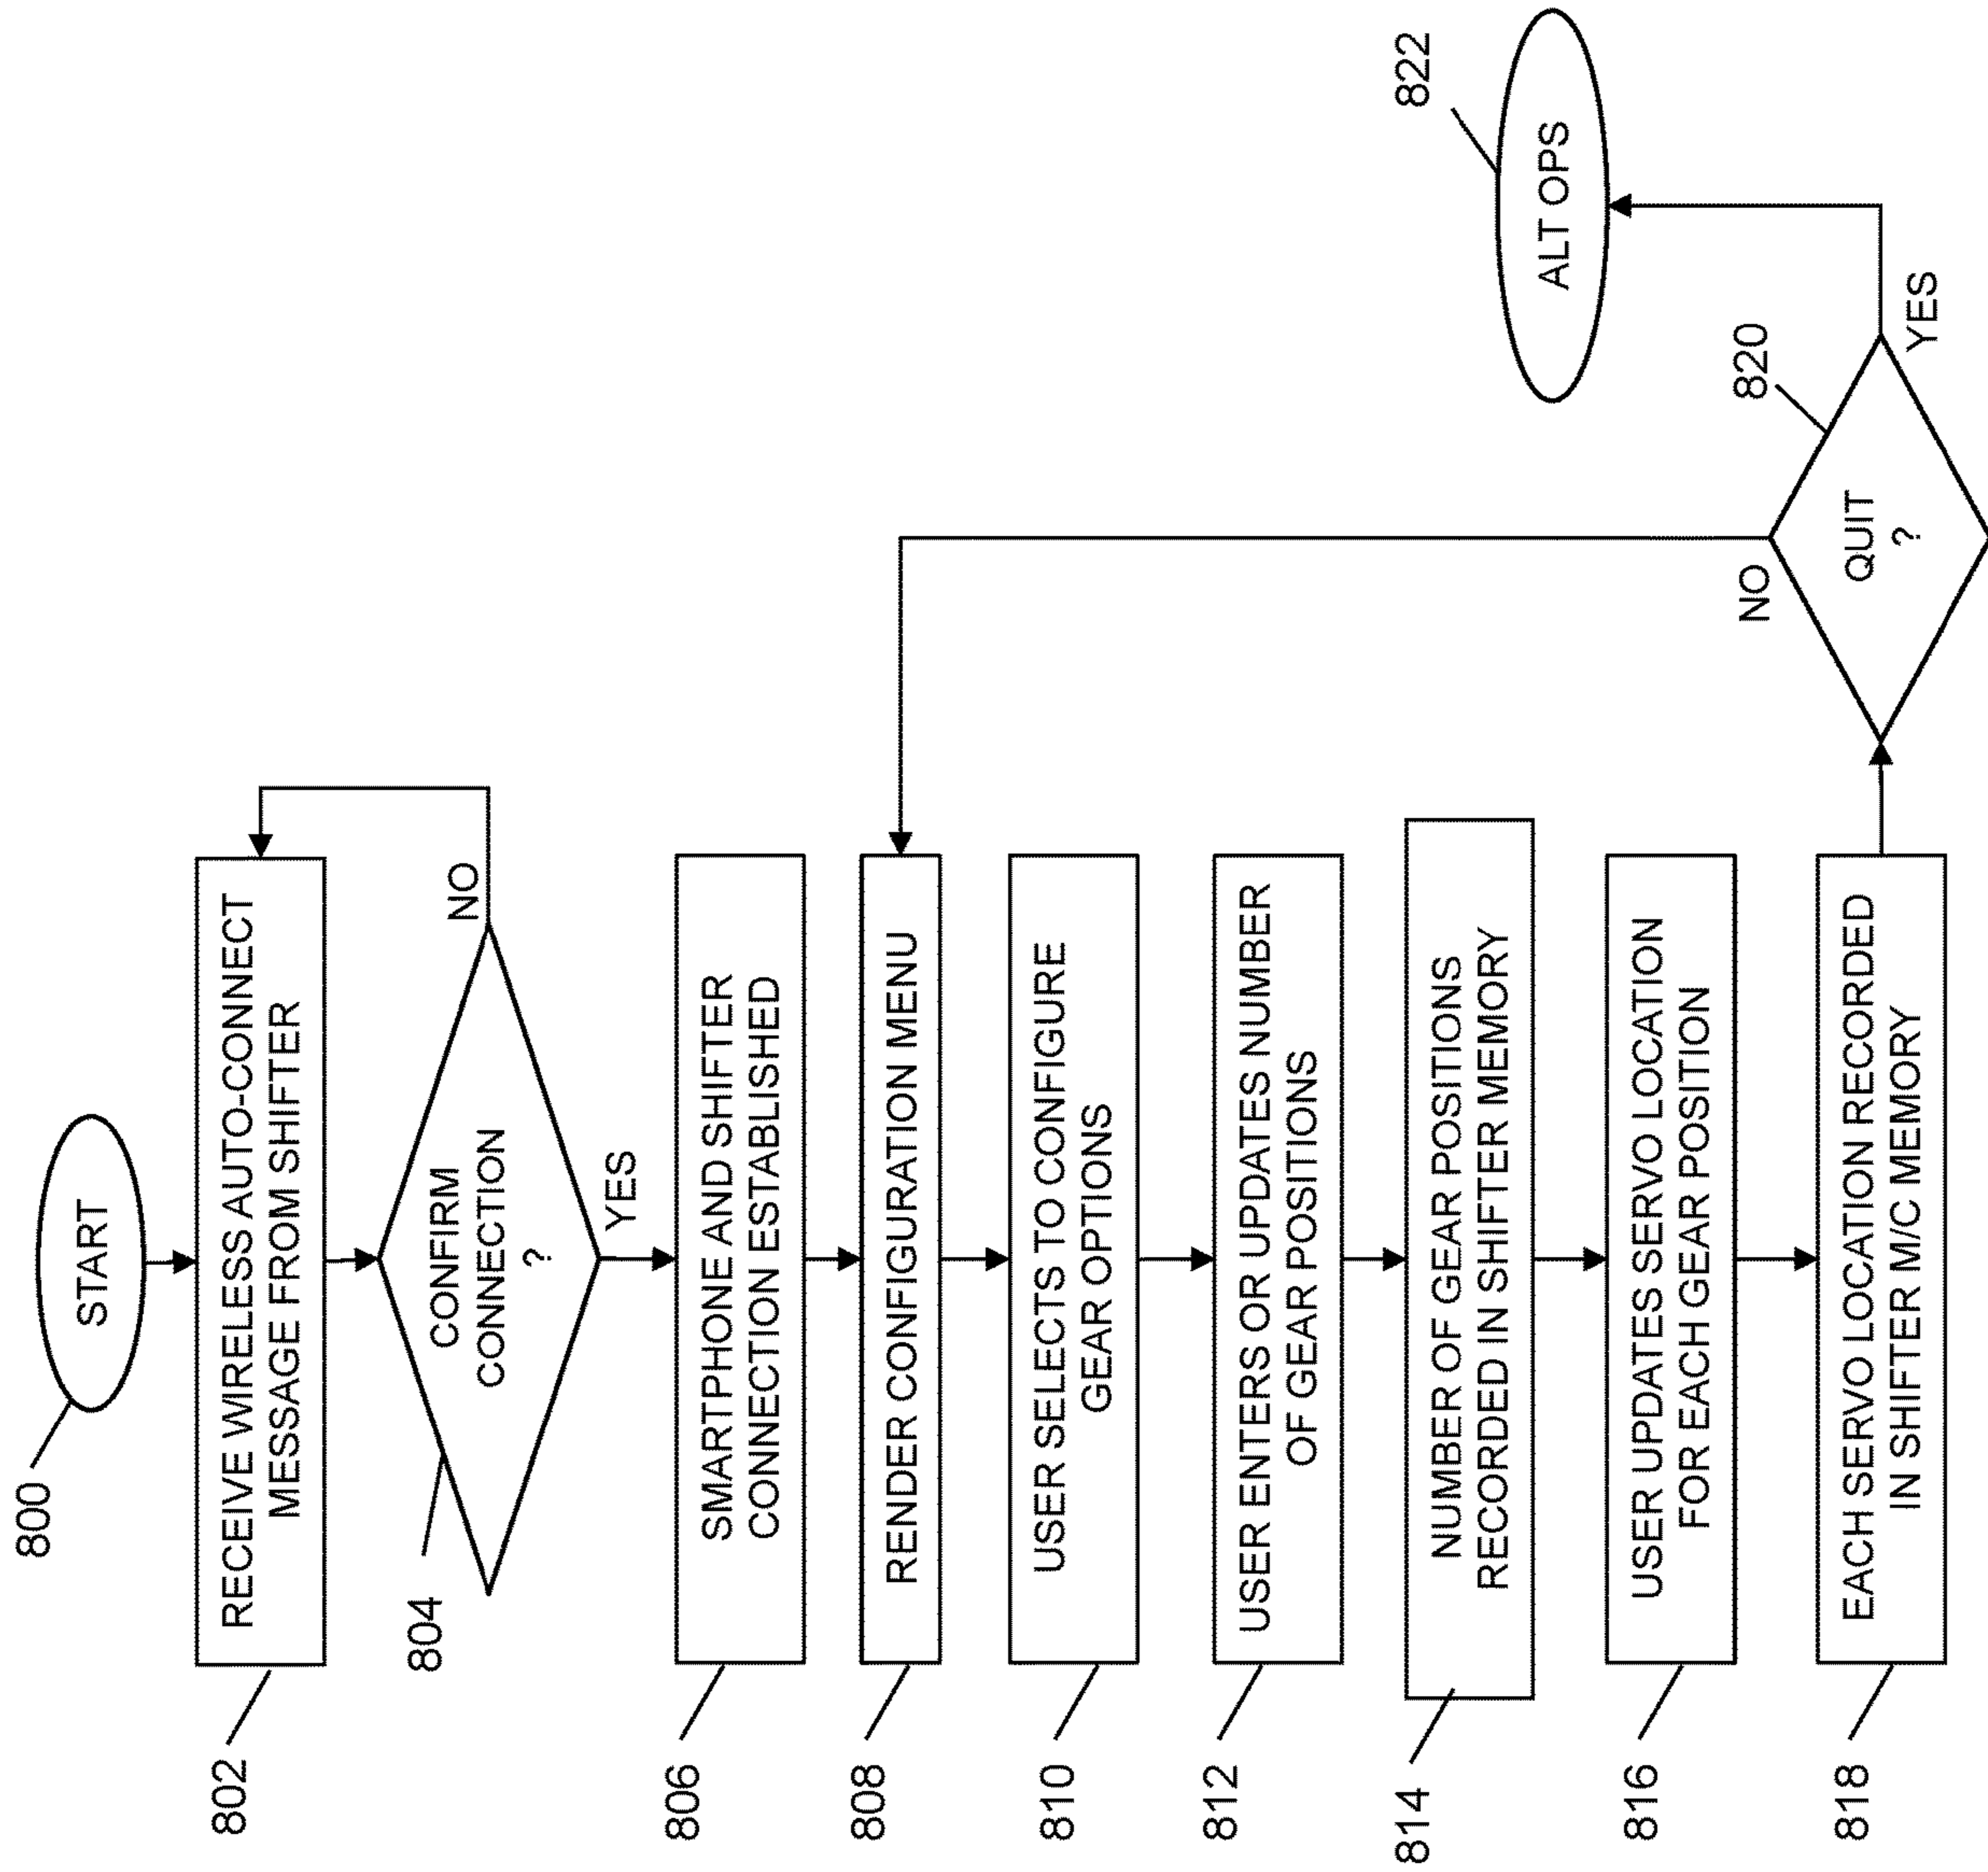 800
START
802
RECEIVE WIRELESS AUTO-CONNECT
MESSAGE FROM SHIFTER
804
CONFIRM
CONNECTION
?
NO
YES
806
SMARTPHONE AND SHIFTER
CONNECTION ESTABLISHED
808
RENDER CONFIGURATION MENU
810
USER SELECTS TO CONFIGURE
GEAR OPTIONS
812
USER ENTERS OR UPDATES NUMBER
OF GEAR POSITIONS
814
NUMBER OF GEAR POSITIONS
RECORDED IN SHIFTER MEMORY
816
USER UPDATES SERVO LOCATION
FOR EACH GEAR POSITION
818
EACH SERVO LOCATION RECORDED
IN SHIFTER M/C MEMORY
820
QUIT
?
NO
YES
822
ALT OPS